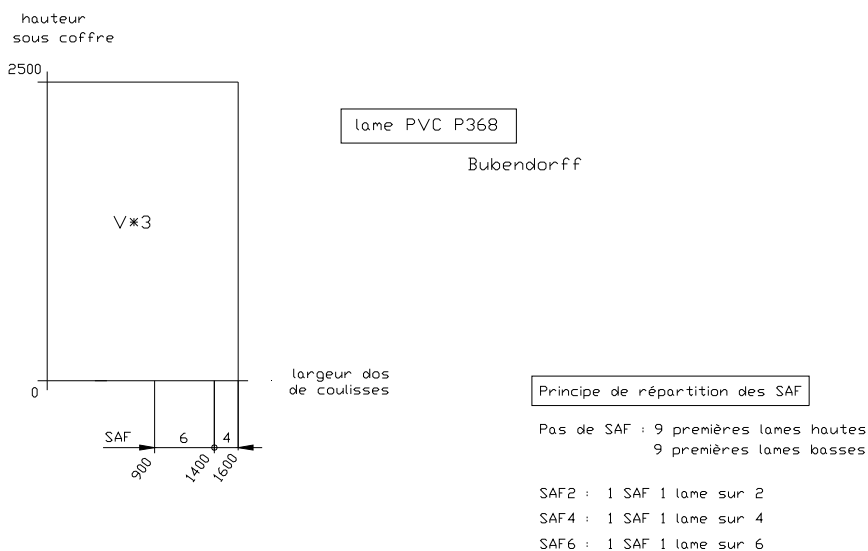 hauteur
sous coffre
2500
lame PVC P368
Bubendorff
V*3
0
largeur dos
de coulisses
SAF 6 4
900 1400 1600
Principe de répartition des SAF
Pas de SAF : 9 premières lames hautes
9 premières lames basses
SAF2 : 1 SAF 1 lame sur 2
SAF4 : 1 SAF 1 lame sur 4
SAF6 : 1 SAF 1 lame sur 6